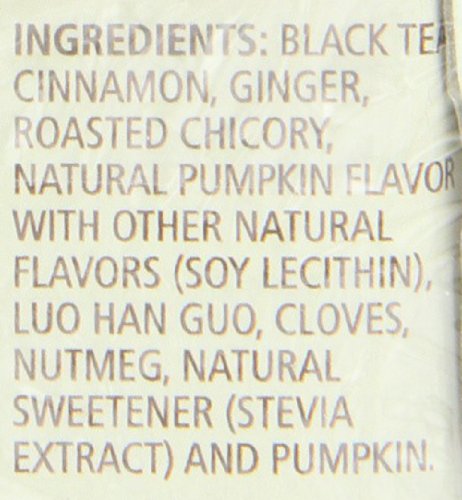 INGREDIENTS: BLACK TEA
CINNAMON, GINGER,
ROASTED CHICORY,
NATURAL PUMPKIN FLAVOR
WITH OTHER NATURAL
FLAVORS (SOY LECITHIN),
LUO HAN GUO, CLOVES,
NUTMEG, NATURAL
SWEETENER (STEVIA
EXTRACT) AND PUMPKIN.